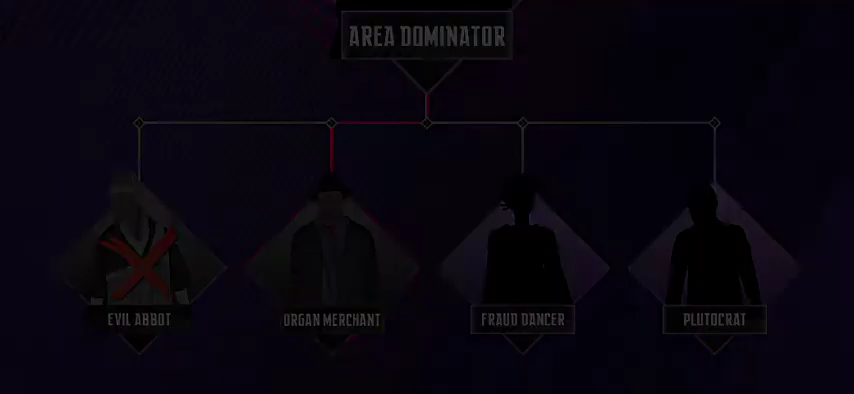 AREA DOMINATOR
EVIL ABBOT
ORGAN MERCHANT
FRAUD DANCER
PLUTOCRAT